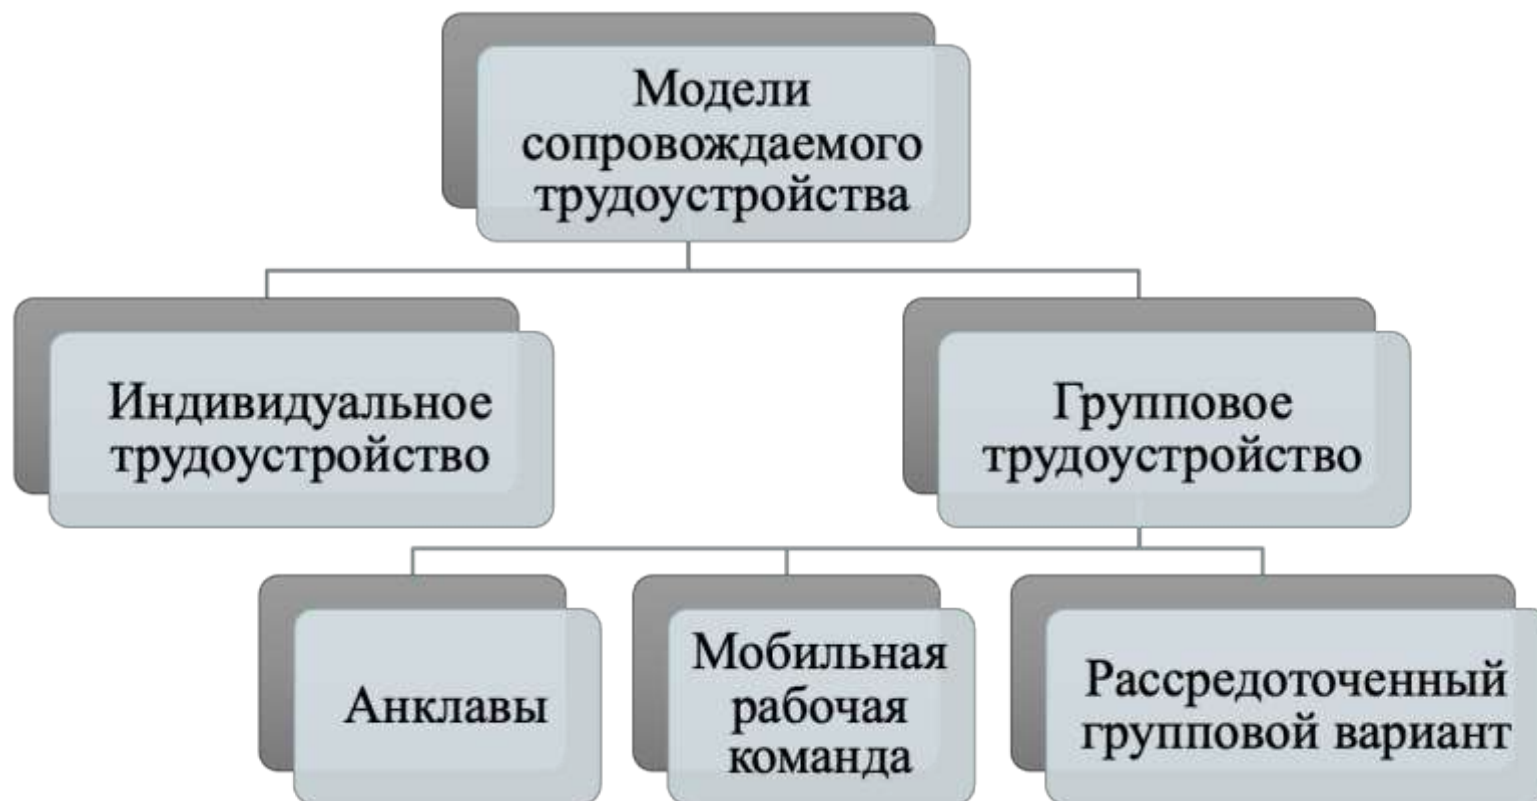 Модели
сопровождаемого
трудоустройства
Индивидуальное
трудоустройство
Групповое
трудоустройство
Анклавы
Мобильная
рабочая
команда
Рассредоточенный
групповой вариант